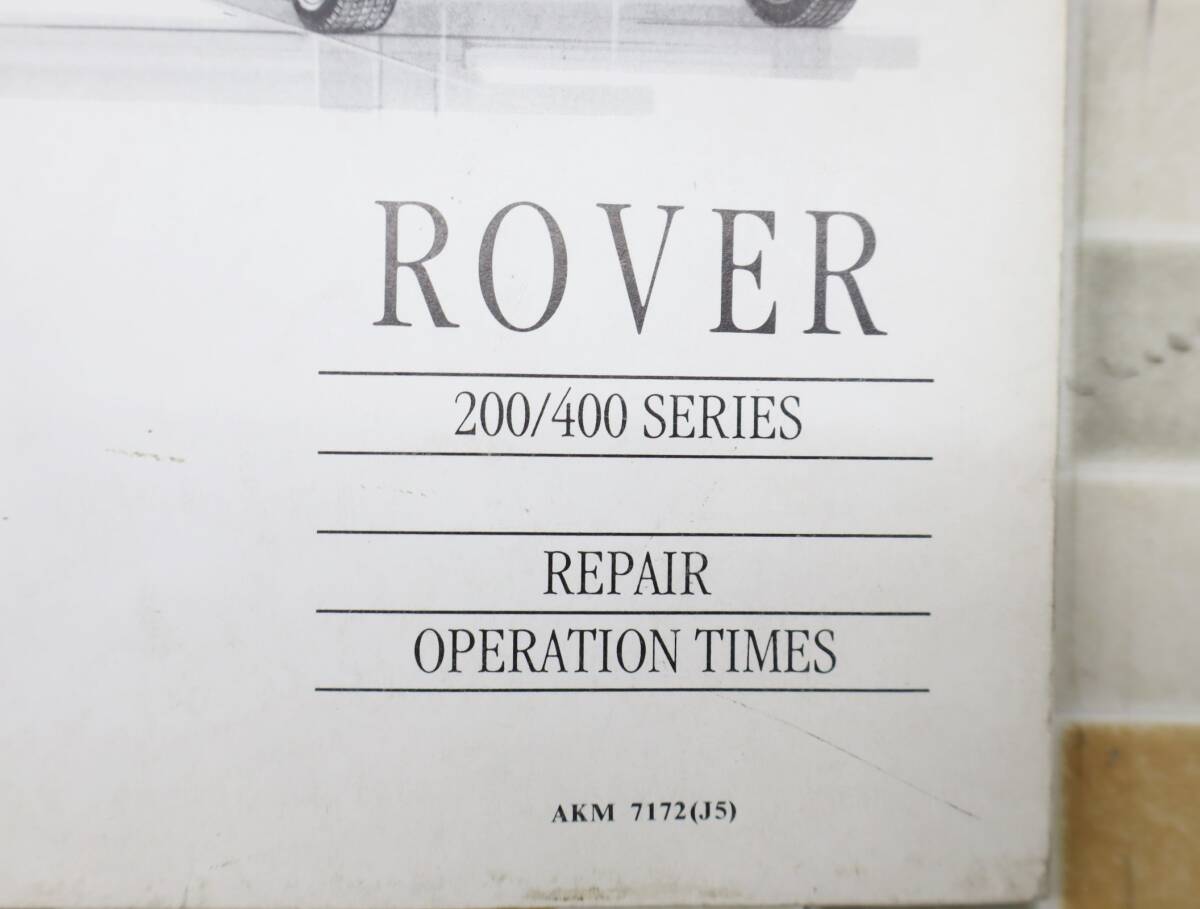 ROVER
200/400 SERIES
REPAIR
OPERATION TIMES
AKM 7172(J5)